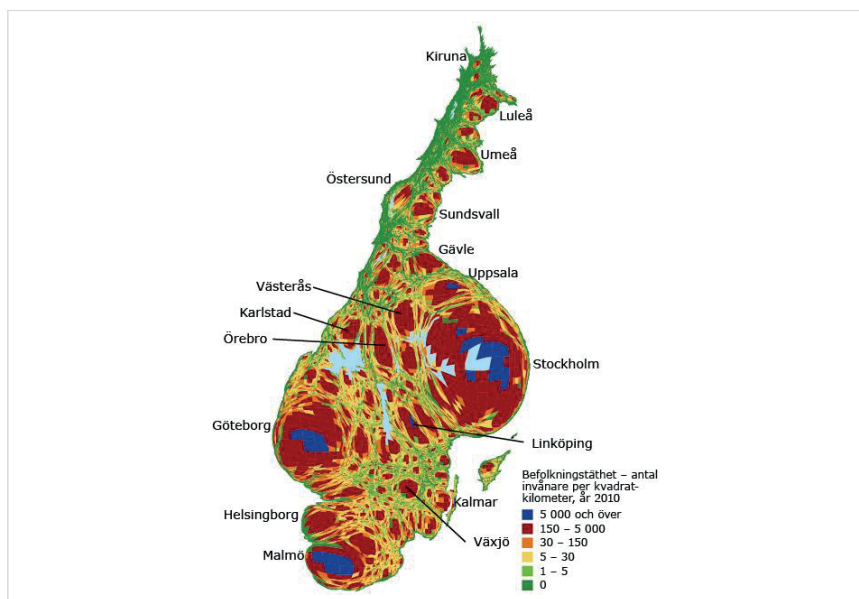 Kiruna
Luleå
Umeå
Östersund
Sundsvall
Gävle
Uppsala
Västerås
Karlstad
Örebro
Stockholm
Göteborg
Linköping
Befolkningstäthet – antal
invånare per kvadrat-
kilometer, år 2010
Kalmar
5 000 och över
Helsingborg
150 – 5 000
30 – 150
Växjö
5 – 30
Malmö
1 – 5
0